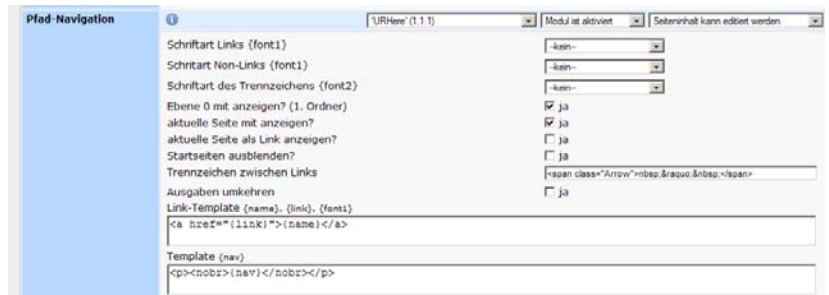 Pfad-Navigation 'URHere' (1.1.1) Modul ist aktiviert Seiteninhalt kann editiert werden
Schriftart Links {font1} --kein--
Schritart Non-Links {font1} --kein--
Schriftart des Trennzeichens {font2} --kein--
Ebene 0 mit anzeigen? (1. Ordner) ja
aktuelle Seite mit anzeigen? ja
aktuelle Seite als Link anzeigen? ja
Startseiten ausblenden? ja
Trennzeichen zwischen Links <span class="Arrow">nbsp;&raquo;&nbsp;</span>
Ausgaben umkehren ja
Link-Template {name}, {link}, {font1}
<a href="{link}">{name}</a>
Template {nav}
<p><nobr>{nav}</nobr></p>